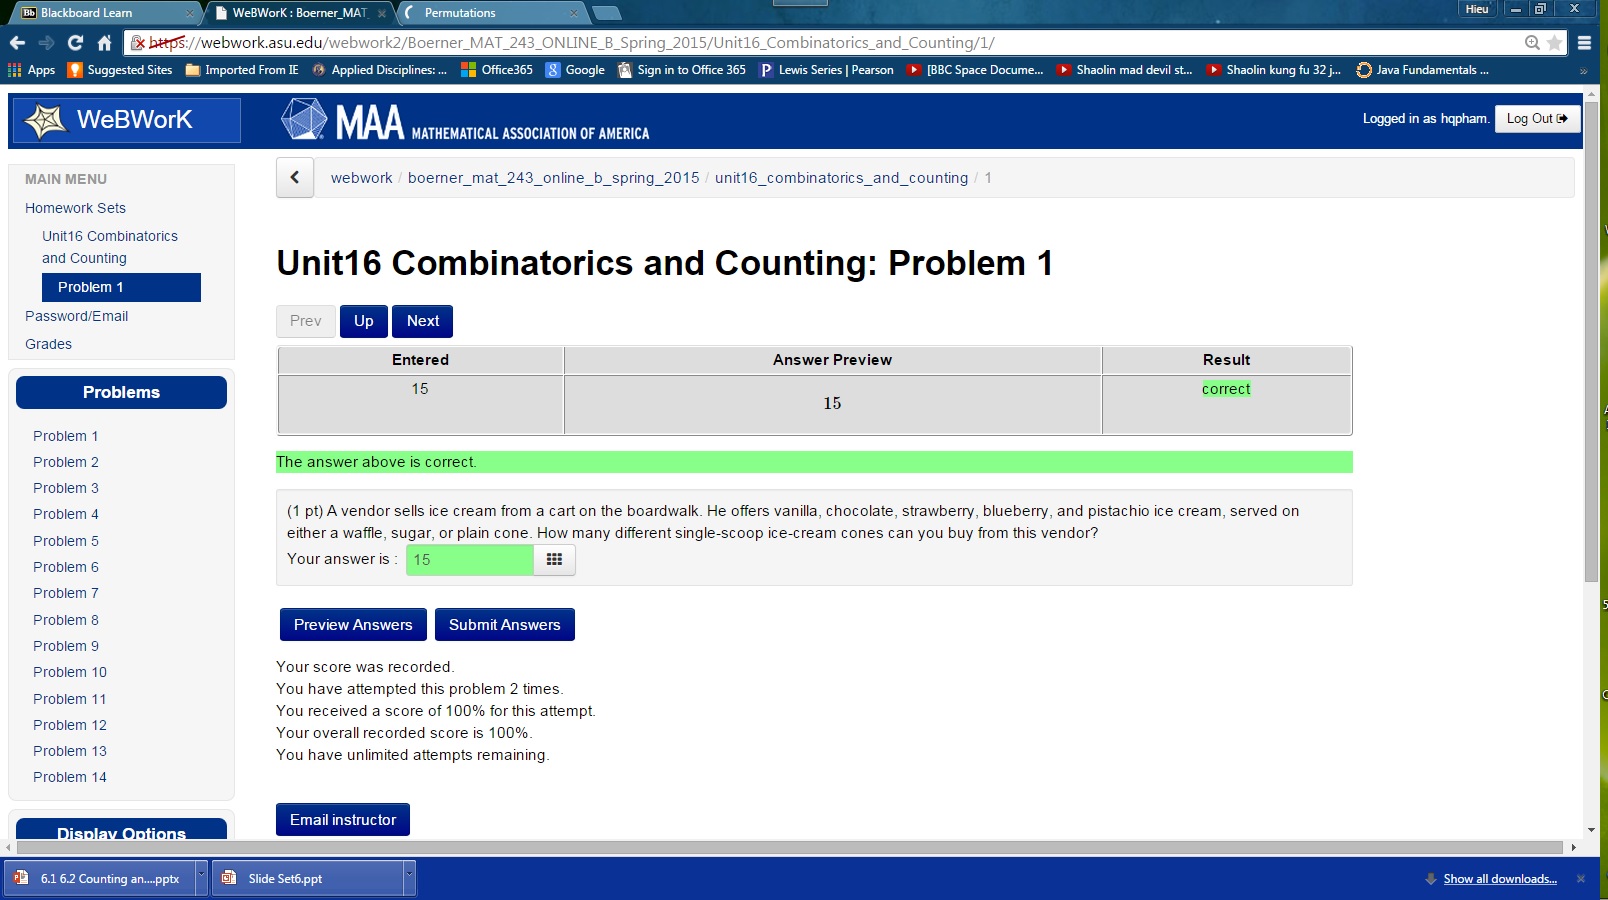 Blackboard Learn
WeBWorK : Boerner_MAT_
Permutations
Hieu
https://webwork.asu.edu/webwork2/Boerner_MAT_243_ONLINE_B_Spring_2015/Unit16_Combinatorics_and_Counting/1/
Apps
Suggested Sites
Imported From IE
Applied Disciplines: ...
Office365
Google
Sign in to Office 365
Lewis Series | Pearson
[BBC Space Docume...
Shaolin mad devil st...
Shaolin kung fu 32 j...
Java Fundamentals ...
»
WeBWorK
MAA MATHEMATICAL ASSOCIATION OF AMERICA
Logged in as hqpham.
Log Out
MAIN MENU
Homework Sets
Unit16 Combinatorics
and Counting
Problem 1
Password/Email
Grades
Problems
Problem 1
Problem 2
Problem 3
Problem 4
Problem 5
Problem 6
Problem 7
Problem 8
Problem 9
Problem 10
Problem 11
Problem 12
Problem 13
Problem 14
Display Options
webwork / boerner_mat_243_online_b_spring_2015 / unit16_combinatorics_and_counting / 1
Unit16 Combinatorics and Counting: Problem 1
Prev
Up
Next
Entered Answer Preview Result
15 15 correct
The answer above is correct.
(1 pt) A vendor sells ice cream from a cart on the boardwalk. He offers vanilla, chocolate, strawberry, blueberry, and pistachio ice cream, served on
either a waffle, sugar, or plain cone. How many different single-scoop ice-cream cones can you buy from this vendor?
Your answer is : 15
Preview Answers
Submit Answers
Your score was recorded.
You have attempted this problem 2 times.
You received a score of 100% for this attempt.
Your overall recorded score is 100%.
You have unlimited attempts remaining.
Email instructor
6.1 6.2 Counting an....pptx
Slide Set6.ppt
Show all downloads...